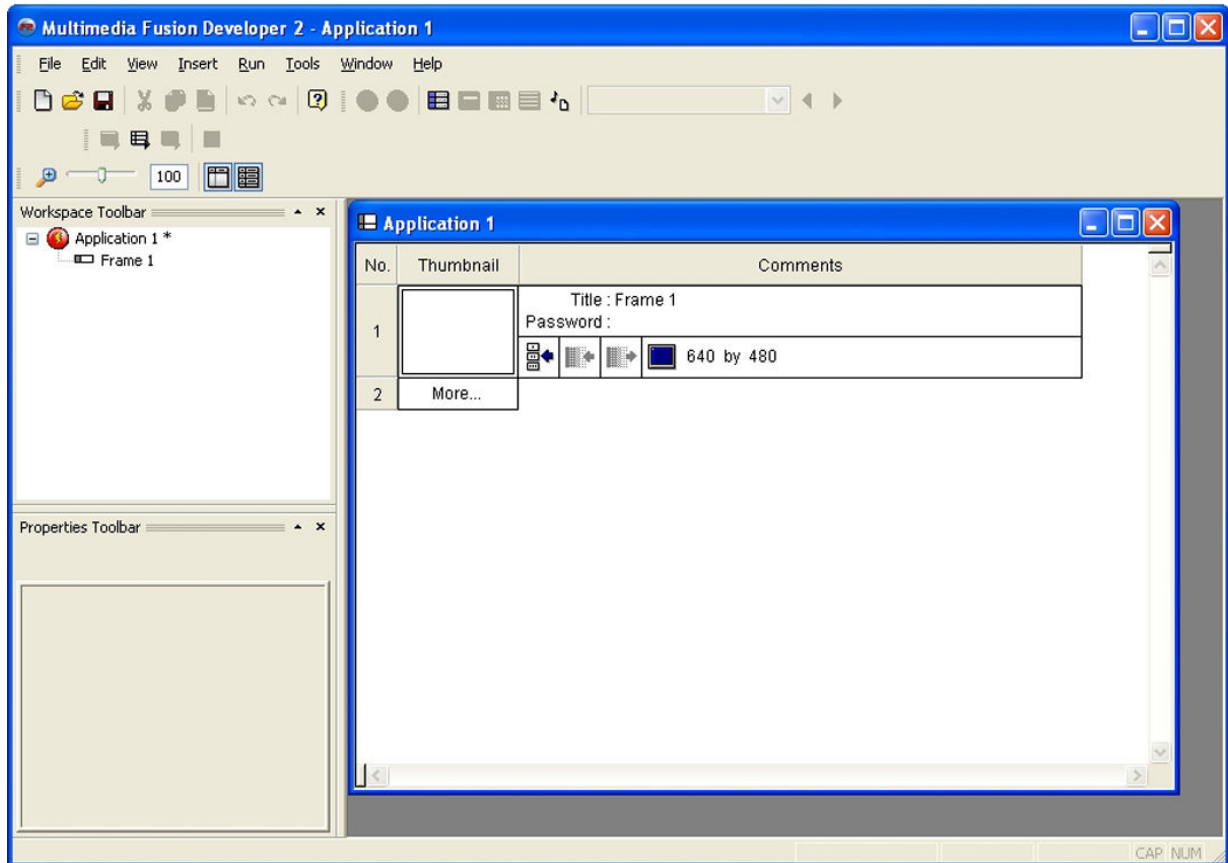 Multimedia Fusion Developer 2 - Application 1
File Edit View Insert Run Tools Window Help
100
Workspace Toolbar
Application 1 *
Frame 1
Properties Toolbar
Application 1
No. Thumbnail Comments
1
Title : Frame 1
Password :
640 by 480
2 More...
CAP NUM